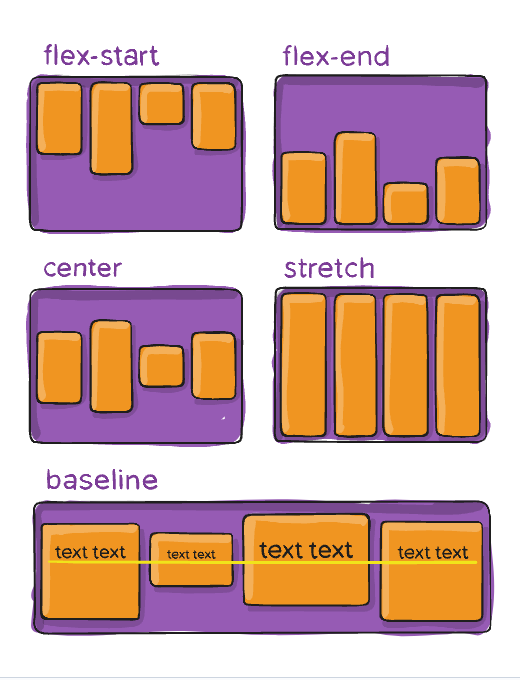 flex-start
flex-end
center
stretch
baseline
text text
text text
text text
text text